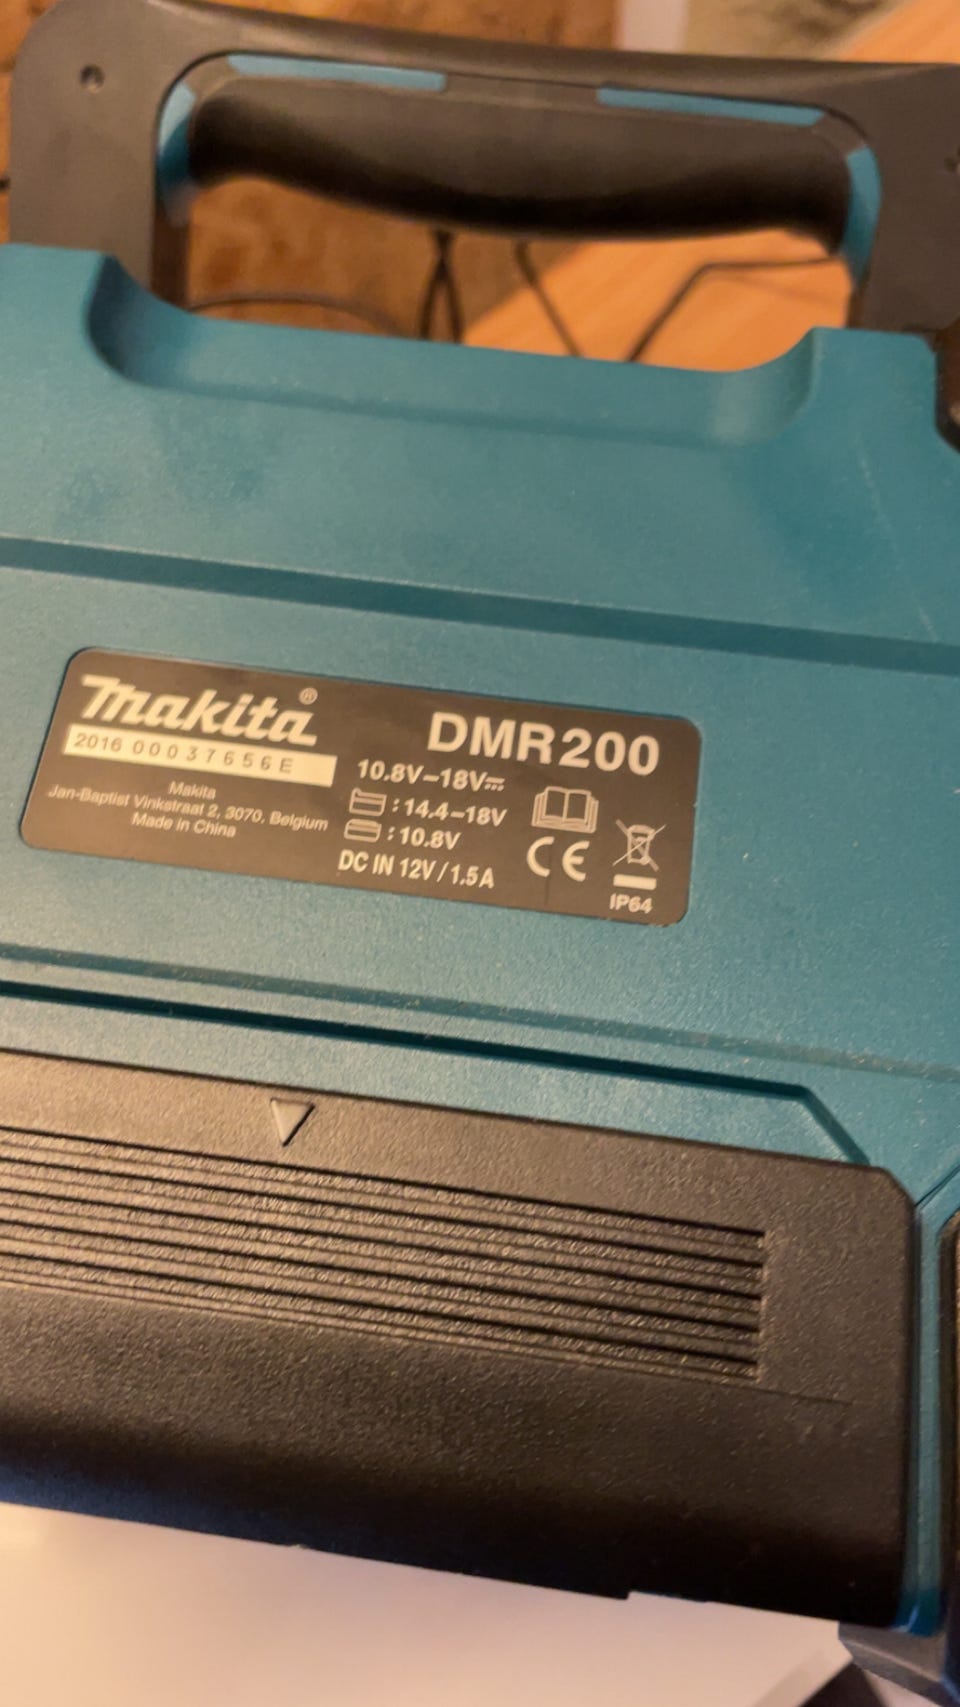 makita®
2016 00037656E
Makita
Jan-Baptist Vinkstraat 2, 3070, Belgium
Made in China
DMR200
10.8V–18V⎓
: 14.4–18V
: 10.8V
DC IN 12V / 1.5A
CE
IP64